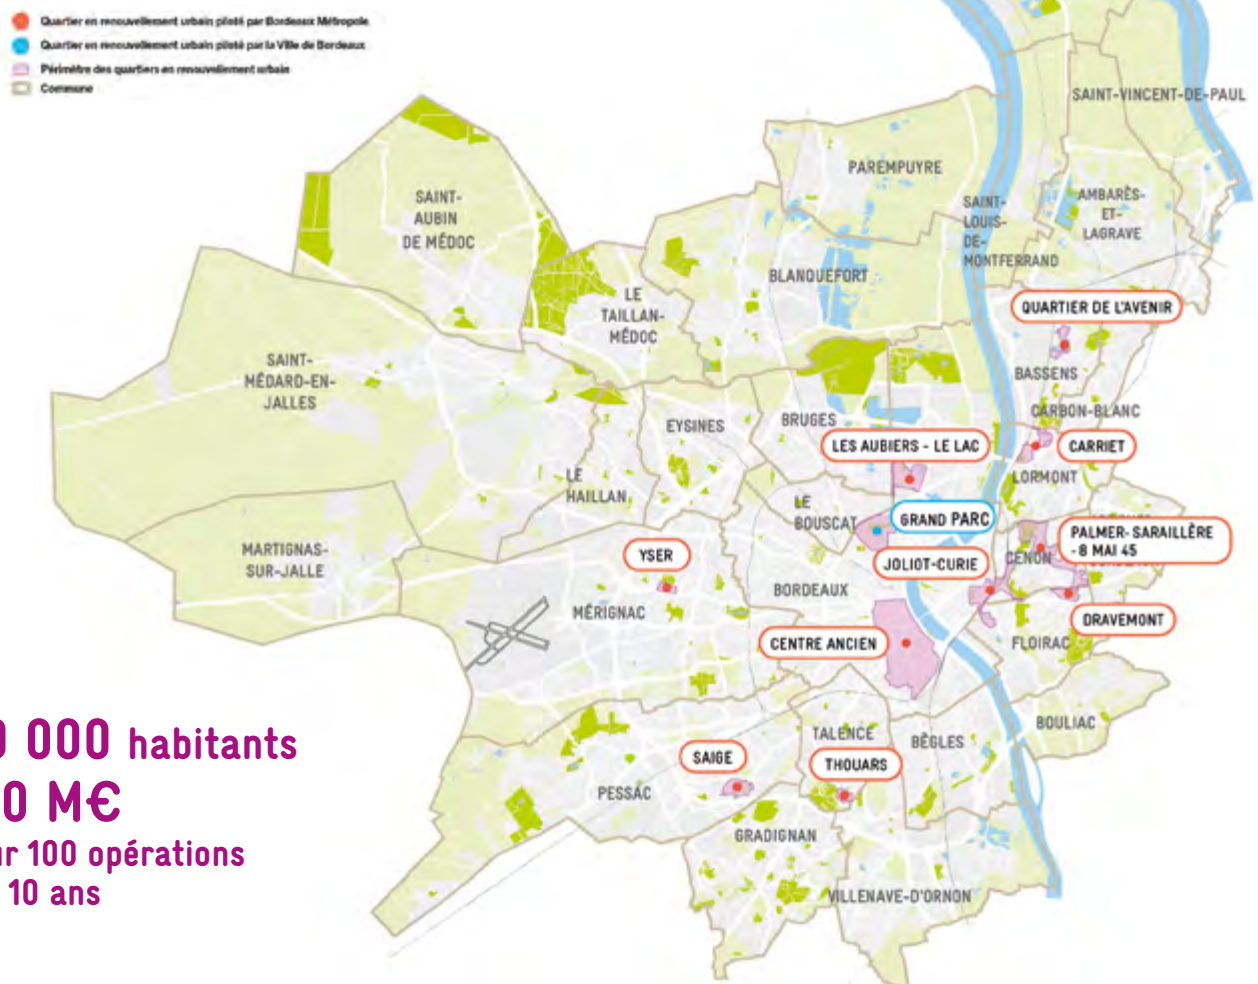 Quartier en renouvellement urbain piloté par Bordeaux Métropole
Quartier en renouvellement urbain piloté par la Ville de Bordeaux
Périmètre des quartiers en renouvellement urbain
Commune
SAINT-VINCENT-DE-PAUL
PAREMPUYRE
SAINT-
AUBIN
DE MÉDOC
SAINT-
LOUIS-
DE-
MONTFERRAND
AMBARÈS-
ET-
LAGRAVE
BLANQUEFORT
LE
TAILLAN-
MÉDOC
QUARTIER DE L'AVENIR
SAINT-
MÉDARD-EN-
JALLES
BASSENS
CARBON-BLANC
EYSINES
BRUGES
LES AUBIERS - LE LAC
CARRIET
LE
HAILLAN
LORMONT
LE
BOUSCAT
GRAND PARC
PALMER-SARAILLÈRE
- 8 MAI 45
MARTIGNAS-
SUR-JALLE
YSER
JOLIOT-CURIE
CENON
BORDEAUX
MÉRIGNAC
DRAVEMONT
CENTRE ANCIEN
FLOIRAC
BOULIAC
TALENCE
BÈGLES
SAIGE
THOUARS
PESSAC
GRADIGNAN
VILLENAVE-D'ORNON
000 habitants
0 M€
100 opérations
10 ans